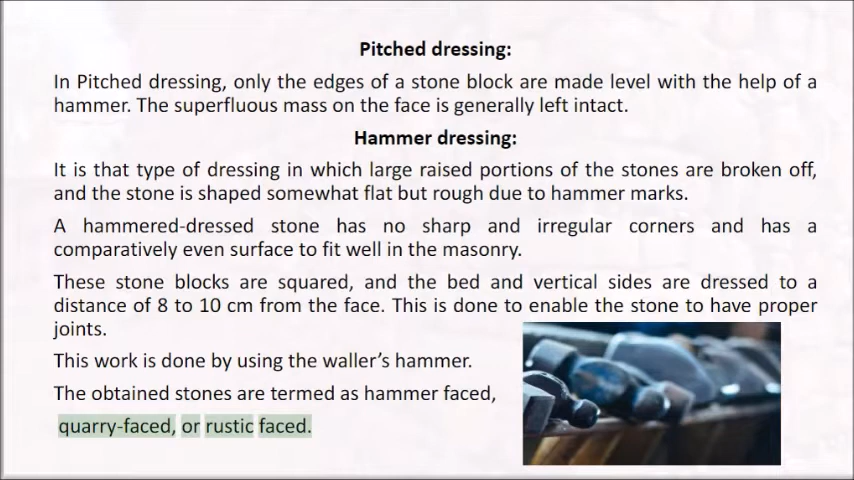 Pitched dressing:
In Pitched dressing, only the edges of a stone block are made level with the help of a
hammer. The superfluous mass on the face is generally left intact.
Hammer dressing:
It is that type of dressing in which large raised portions of the stones are broken off,
and the stone is shaped somewhat flat but rough due to hammer marks.
A hammered-dressed stone has no sharp and irregular corners and has a
comparatively even surface to fit well in the masonry.
These stone blocks are squared, and the bed and vertical sides are dressed to a
distance of 8 to 10 cm from the face. This is done to enable the stone to have proper
joints.
This work is done by using the waller’s hammer.
The obtained stones are termed as hammer faced,
quarry-faced, or rustic faced.